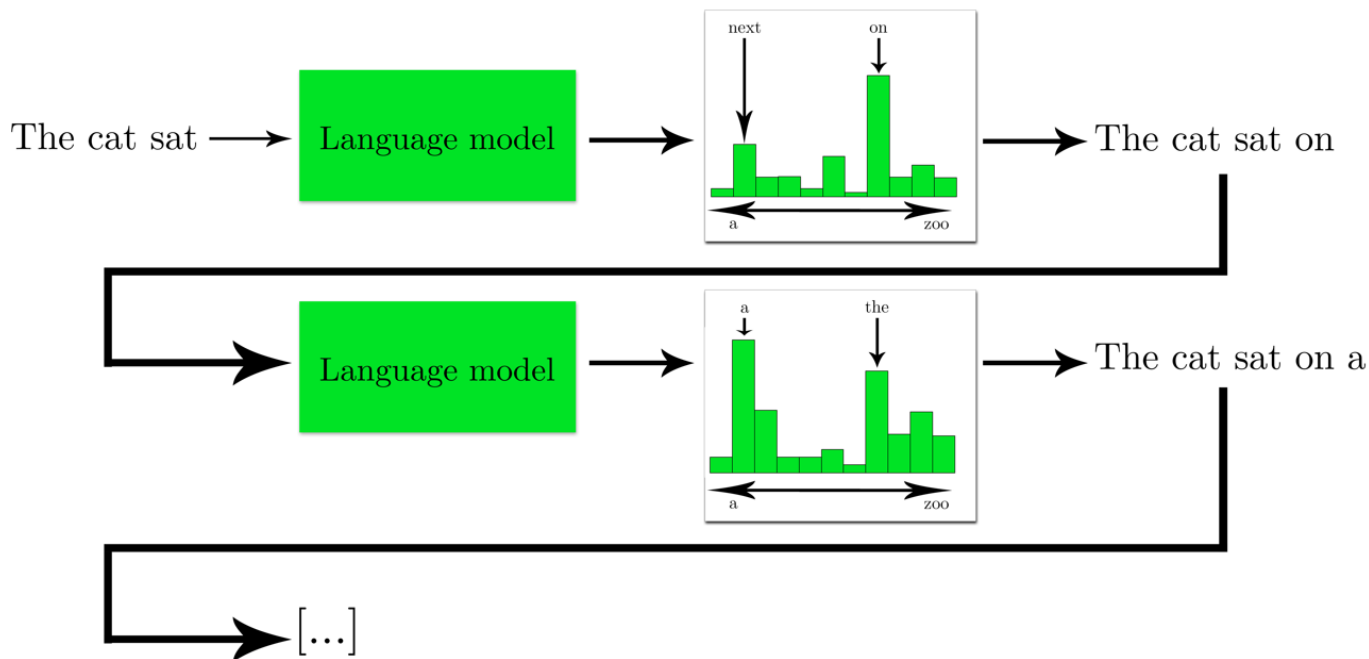 next on
The cat sat
Language model
The cat sat on
a zoo
a the
Language model
The cat sat on a
a zoo
[...]